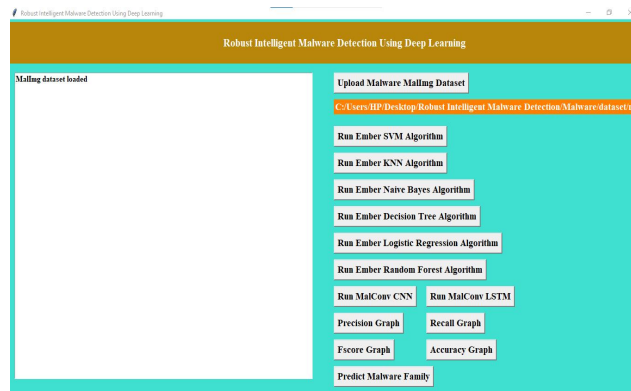 Robust Intelligent Malware Detection Using Deep Learning
Robust Intelligent Malware Detection Using Deep Learning
MalImg dataset loaded
Upload Malware MalImg Dataset
C:/Users/HP/Desktop/Robust Intelligent Malware Detection/Malware/dataset/
Run Ember SVM Algorithm
Run Ember KNN Algorithm
Run Ember Naive Bayes Algorithm
Run Ember Decision Tree Algorithm
Run Ember Logistic Regression Algorithm
Run Ember Random Forest Algorithm
Run MalConv CNN Run MalConv LSTM
Precision Graph Recall Graph
Fscore Graph Accuracy Graph
Predict Malware Family